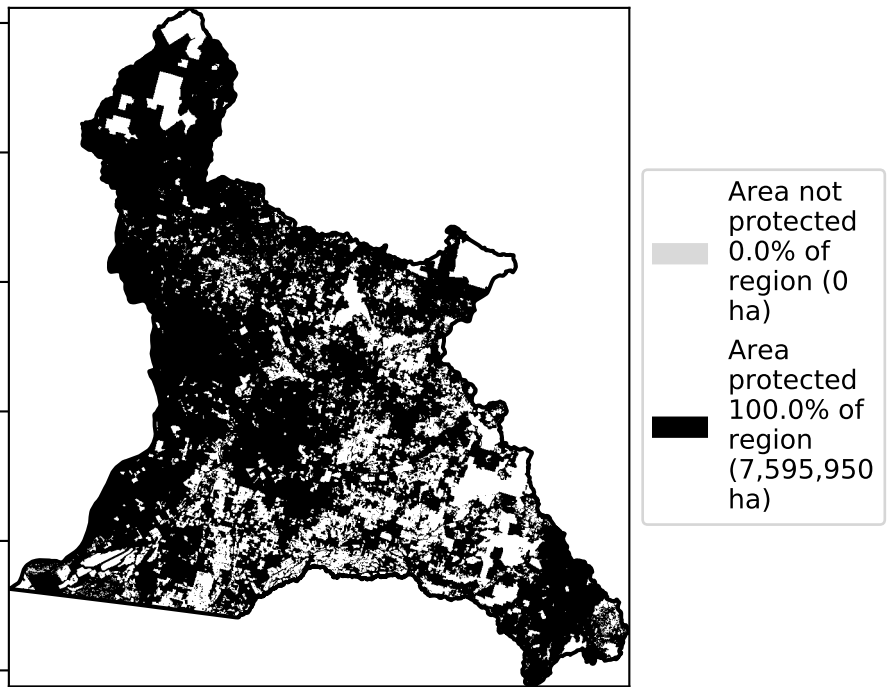 Area not
protected
0.0% of
region (0
ha)
Area
protected
100.0% of
region
(7,595,950
ha)